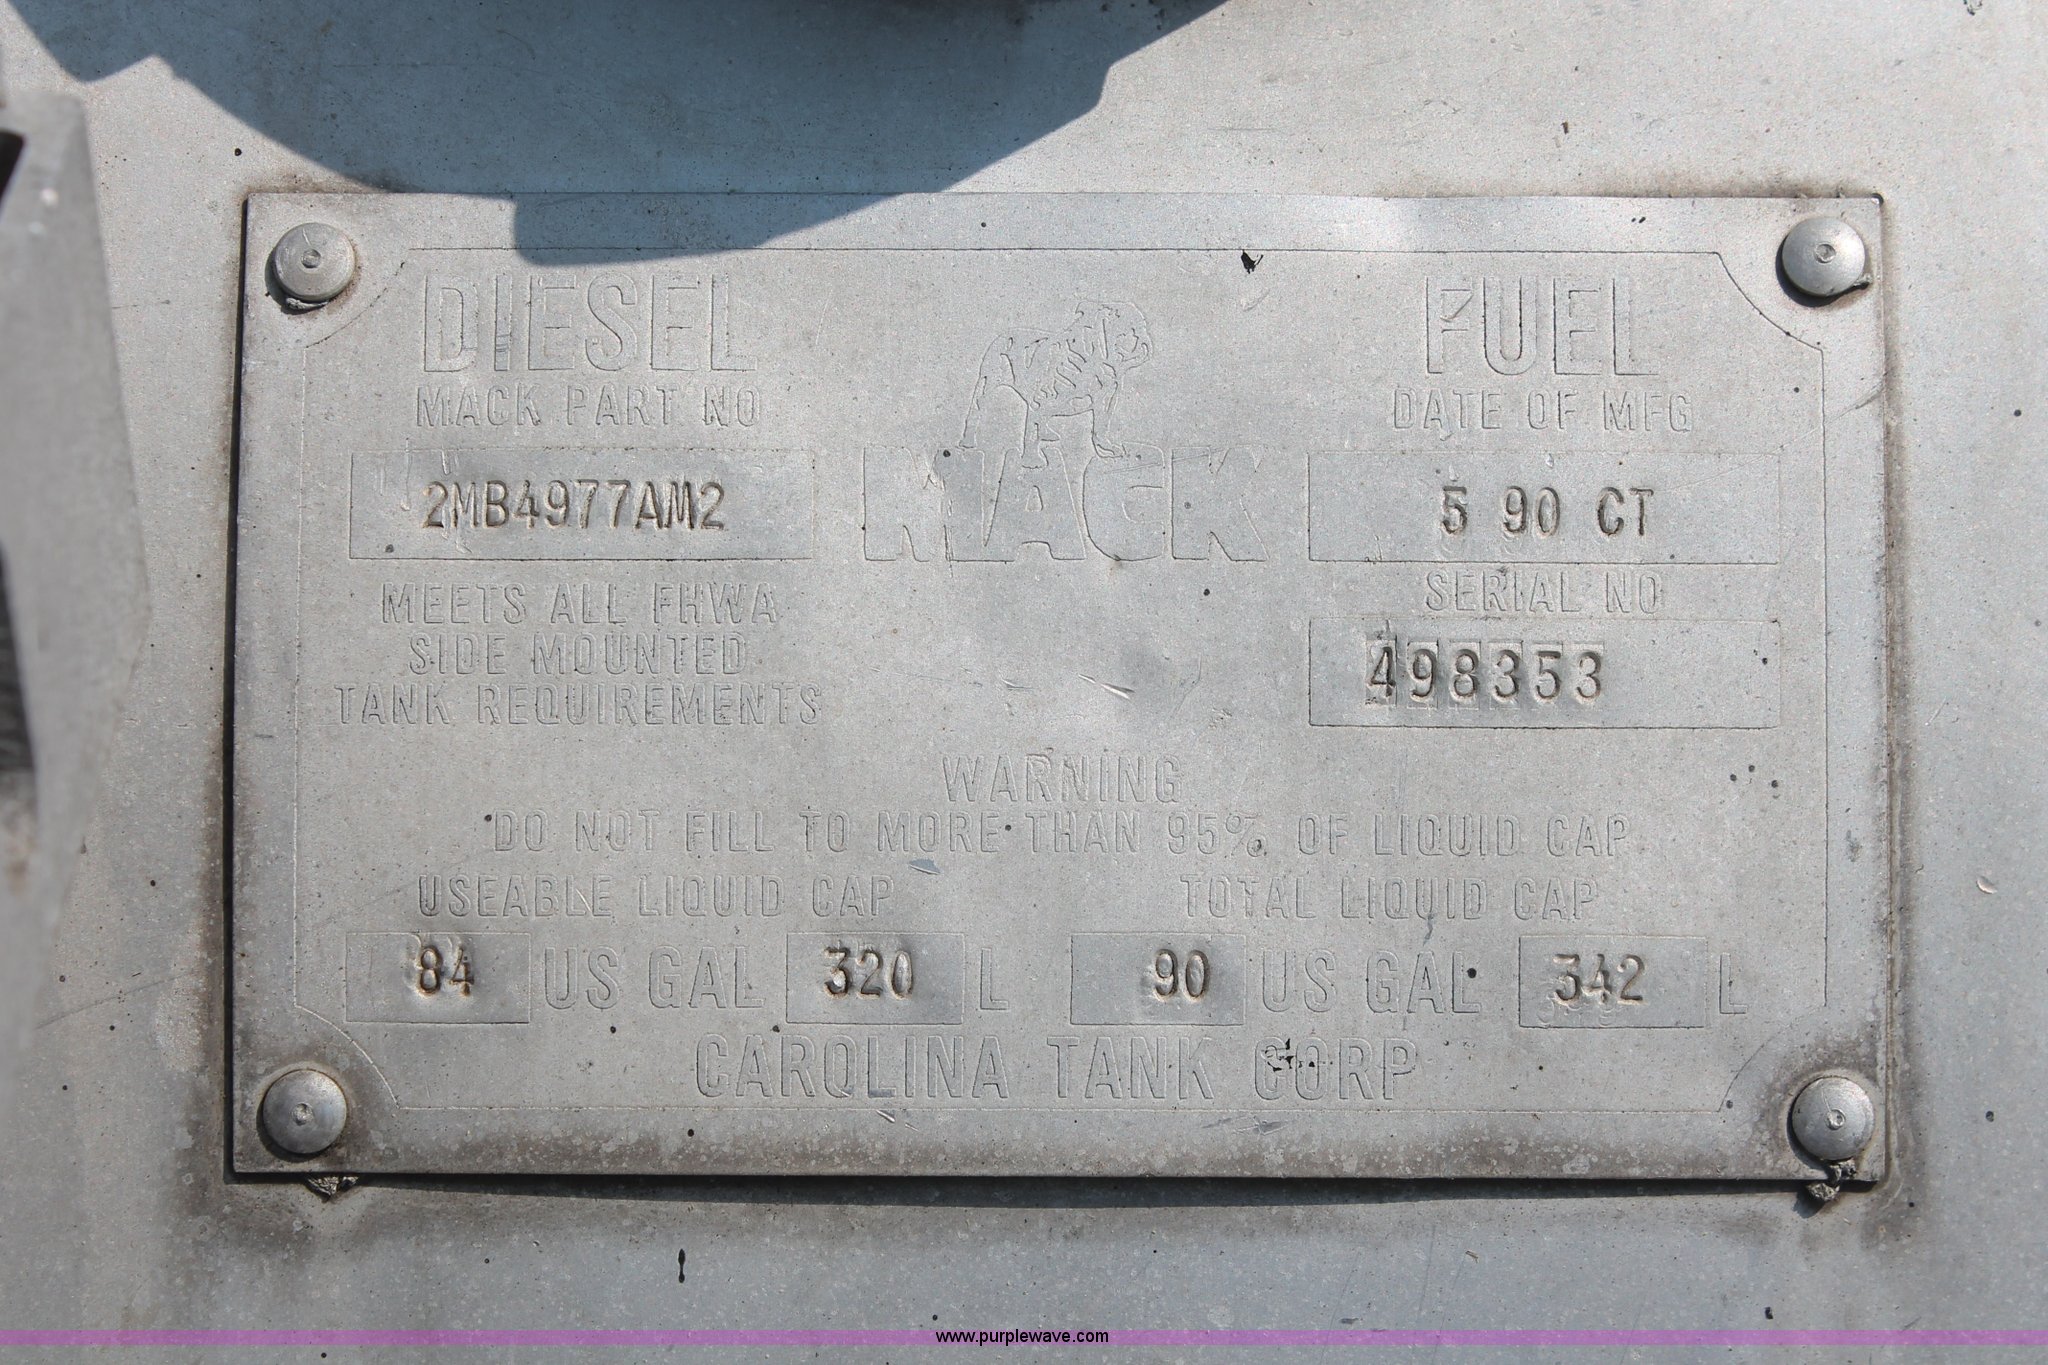 DIESEL FUEL
MACK PART NO
DATE OF MFG
2MB4977AM2
MACK
5 90 CT
MEETS ALL FHWA
SIDE MOUNTED
TANK REQUIREMENTS
SERIAL NO
498353
WARNING
DO NOT FILL TO MORE THAN 95% OF LIQUID CAP
USEABLE LIQUID CAP TOTAL LIQUID CAP
84 US GAL 320 L 90 US GAL 342 L
CAROLINA TANK CORP
www.purplewave.com